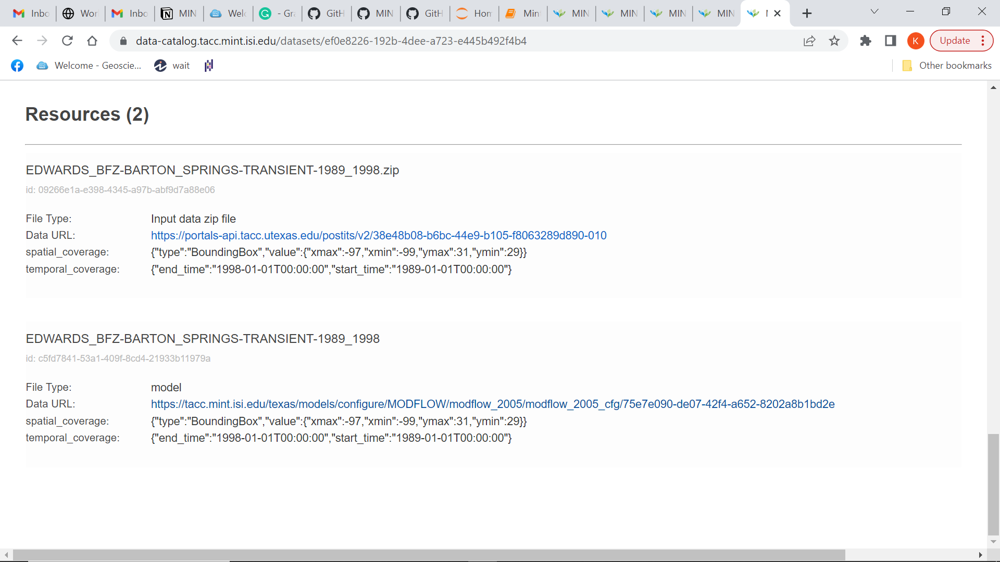 Inbo
Wor
Inbo
MIN
Welc
- Gra
GitH
MIN
GitH
Hom
Mint
MIN
MIN
MIN
MIN
data-catalog.tacc.mint.isi.edu/datasets/ef0e8226-192b-4dee-a723-e445b492f4b4
K
Update
Welcome - Geoscie...
wait
Other bookmarks
Resources (2)
EDWARDS_BFZ-BARTON_SPRINGS-TRANSIENT-1989_1998.zip
id: 09266e1a-e398-4345-a97b-abf9d7a88e06
File Type: Input data zip file
Data URL: https://portals-api.tacc.utexas.edu/postits/v2/38e48b08-b6bc-44e9-b105-f8063289d890-010
spatial_coverage: {"type":"BoundingBox","value":{"xmax":-97,"xmin":-99,"ymax":31,"ymin":29}}
temporal_coverage: {"end_time":"1998-01-01T00:00:00","start_time":"1989-01-01T00:00:00"}
EDWARDS_BFZ-BARTON_SPRINGS-TRANSIENT-1989_1998
id: c5fd7841-53a1-409f-8cd4-21933b11979a
File Type: model
Data URL: https://tacc.mint.isi.edu/texas/models/configure/MODFLOW/modflow_2005/modflow_2005_cfg/75e7e090-de07-42f4-a652-8202a8b1bd2e
spatial_coverage: {"type":"BoundingBox","value":{"xmax":-97,"xmin":-99,"ymax":31,"ymin":29}}
temporal_coverage: {"end_time":"1998-01-01T00:00:00","start_time":"1989-01-01T00:00:00"}